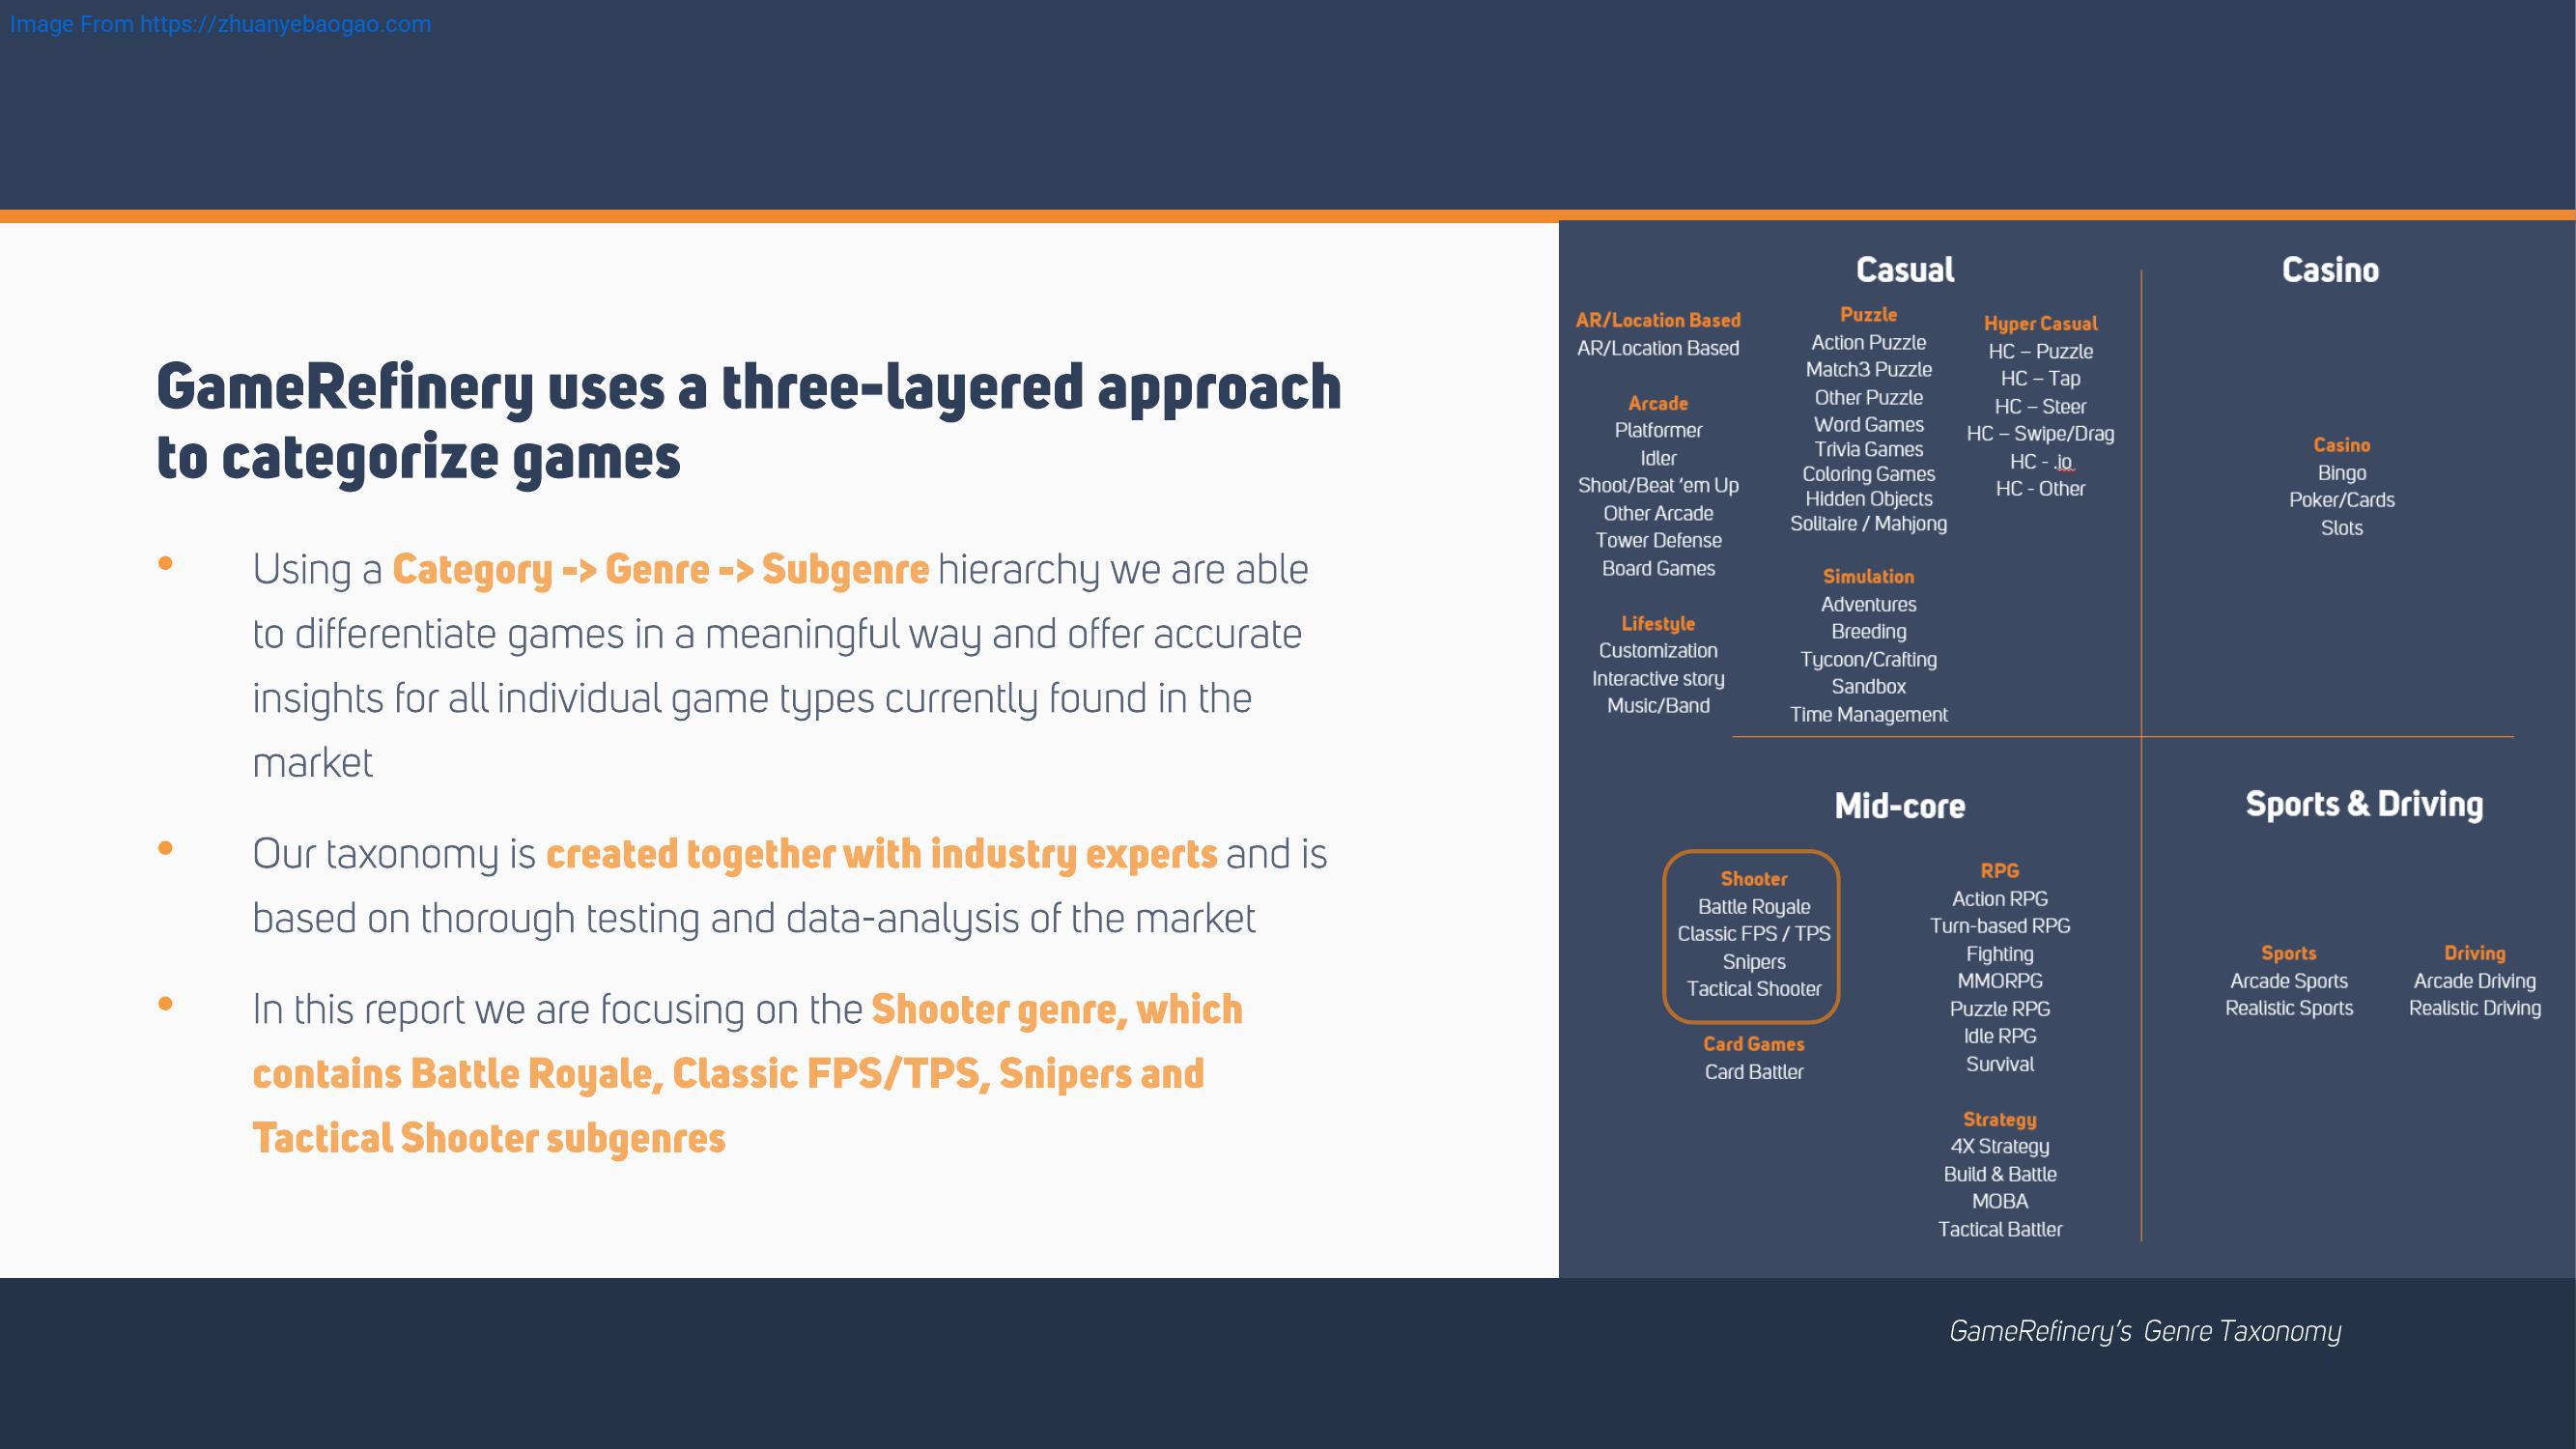 Image From https://zhuanyebaogao.com
GameRefinery uses a three-layered approach
to categorize games
• Using a Category -> Genre -> Subgenre hierarchy we are able
to differentiate games in a meaningful way and offer accurate
insights for all individual game types currently found in the
market
• Our taxonomy is created together with industry experts and is
based on thorough testing and data-analysis of the market
• In this report we are focusing on the Shooter genre, which
contains Battle Royale, Classic FPS/TPS, Snipers and
Tactical Shooter subgenres
Casual
AR/Location Based
AR/Location Based
Arcade
Platformer
Idler
Shoot/Beat ‘em Up
Other Arcade
Tower Defense
Board Games
Lifestyle
Customization
Interactive story
Music/Band
Puzzle
Action Puzzle
Match3 Puzzle
Other Puzzle
Word Games
Trivia Games
Coloring Games
Hidden Objects
Solitaire / Mahjong
Simulation
Adventures
Breeding
Tycoon/Crafting
Sandbox
Time Management
Hyper Casual
HC – Puzzle
HC – Tap
HC – Steer
HC – Swipe/Drag
HC - .io
HC - Other
Casino
Casino
Bingo
Poker/Cards
Slots
Mid-core
Shooter
Battle Royale
Classic FPS / TPS
Snipers
Tactical Shooter
Card Games
Card Battler
RPG
Action RPG
Turn-based RPG
Fighting
MMORPG
Puzzle RPG
Idle RPG
Survival
Strategy
4X Strategy
Build & Battle
MOBA
Tactical Battler
Sports & Driving
Sports
Arcade Sports
Realistic Sports
Driving
Arcade Driving
Realistic Driving
GameRefinery’s Genre Taxonomy